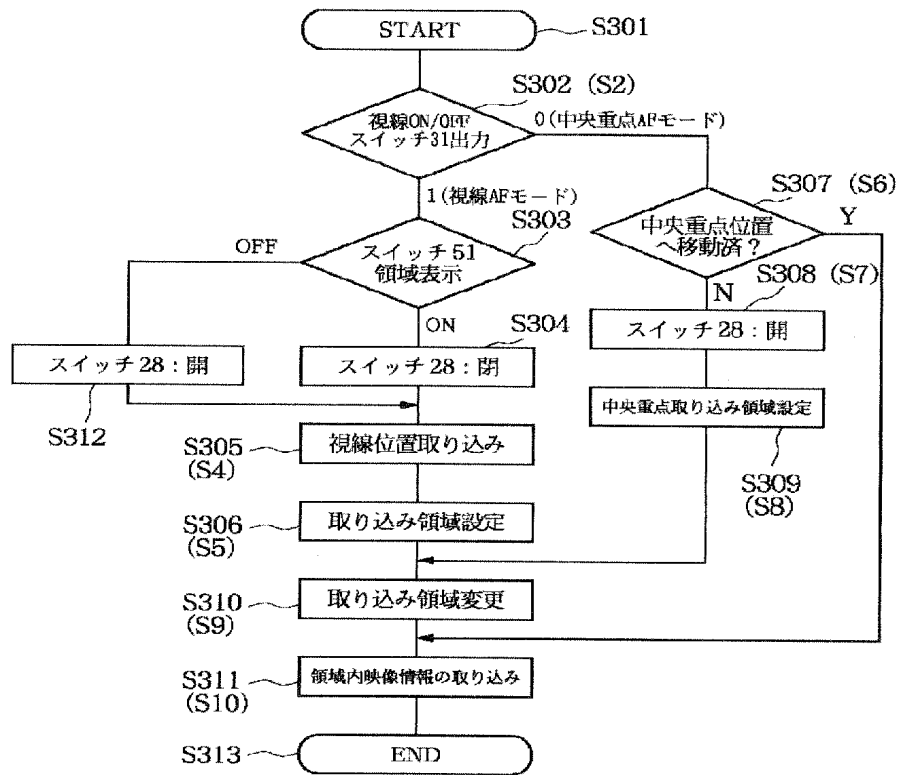 START
S301
S302 (S2)
視線ON/OFF
スイッチ31出力
0(中央重点AFモード)
1(視線AFモード)
S303
S307 (S6)
中央重点位置
へ移動済?
Y
OFF
スイッチ51
領域表示
S308 (S7)
N
ON
S304
スイッチ28:開
スイッチ28:閉
スイッチ28:開
S312
中央重点取り込み領域設定
S305
(S4)
視線位置取り込み
S309
(S8)
S306
(S5)
取り込み領域設定
S310
(S9)
取り込み領域変更
S311
(S10)
領域内映像情報の取り込み
S313
END